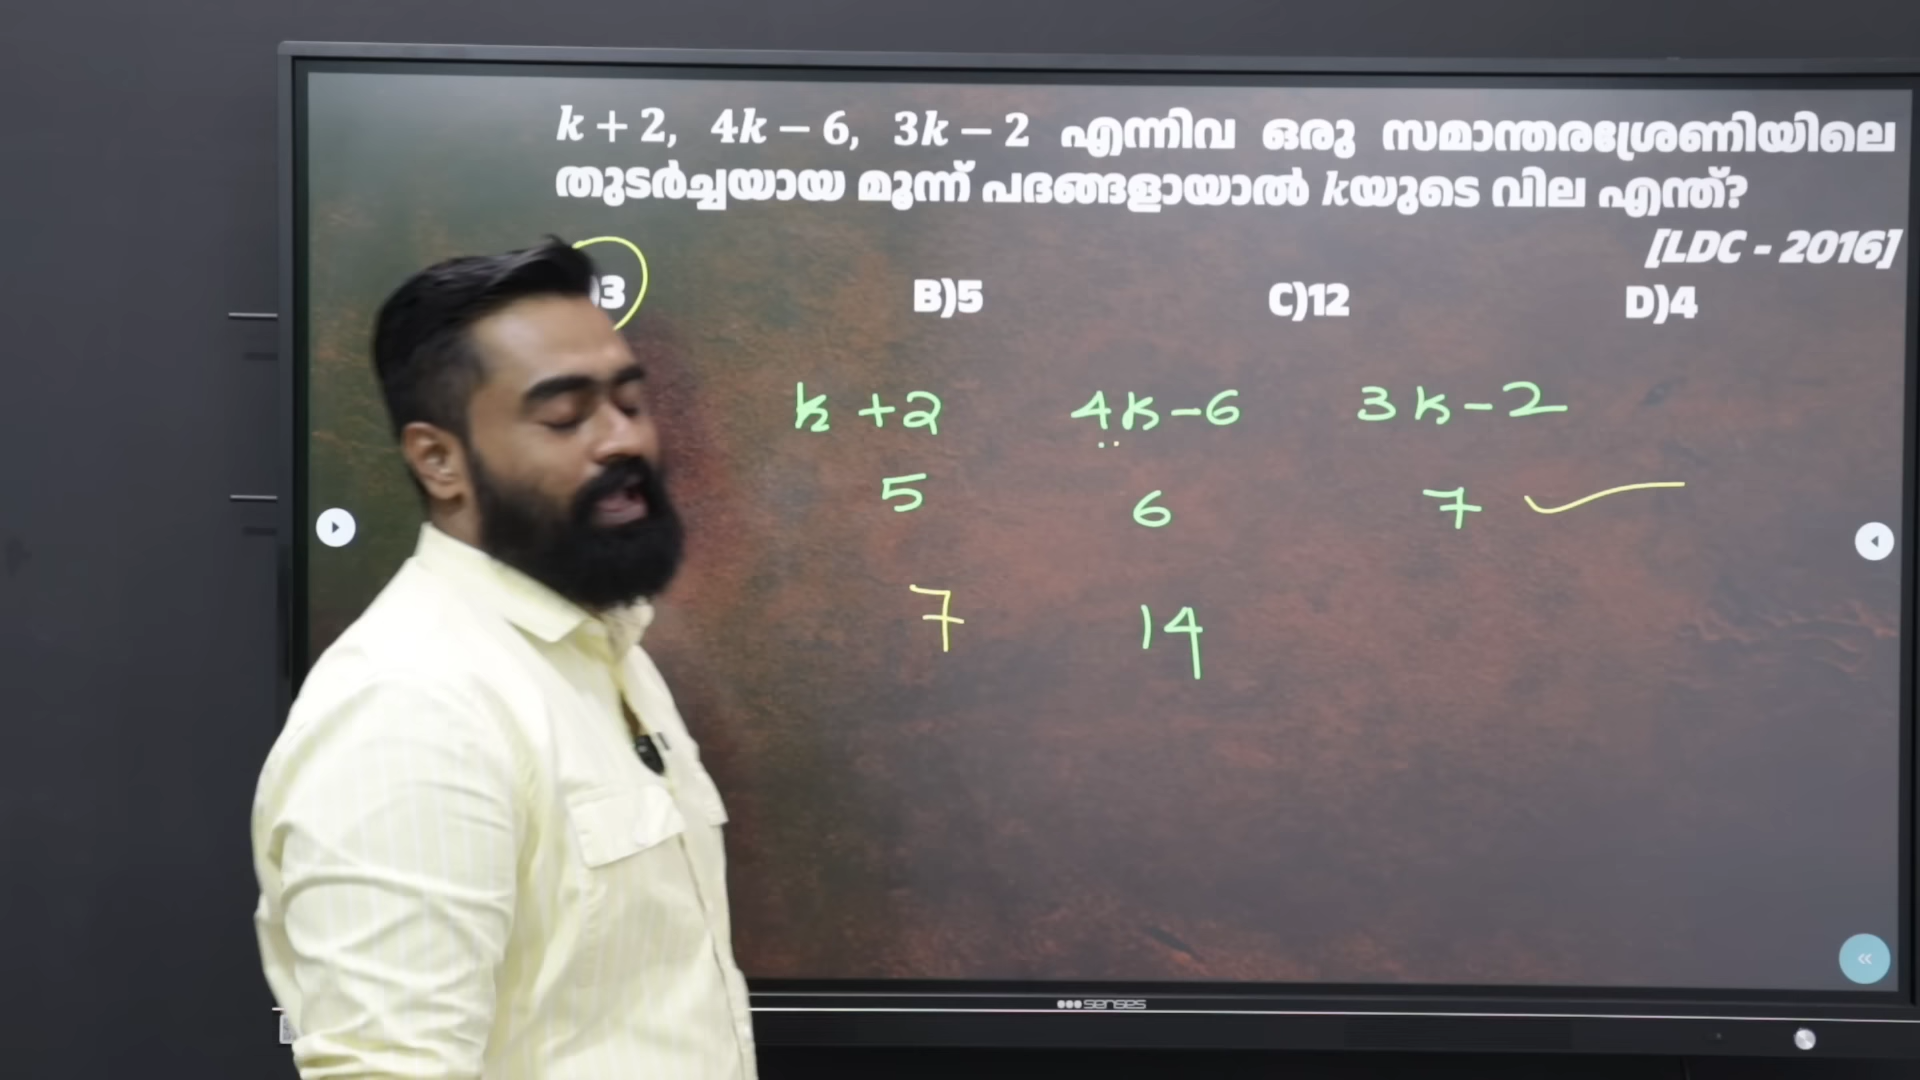 k + 2, 4k − 6, 3k − 2 എന്നിവ ഒരു സമാന്തരശ്രേണിയിലെ
തുടർച്ചയായ മൂന്ന് പദങ്ങളായാൽ kയുടെ വില എന്ത്?
[LDC - 2016]
)3 B)5 C)12 D)4
k +2 4k-6 3k-2
5 6 7
7 14
senses